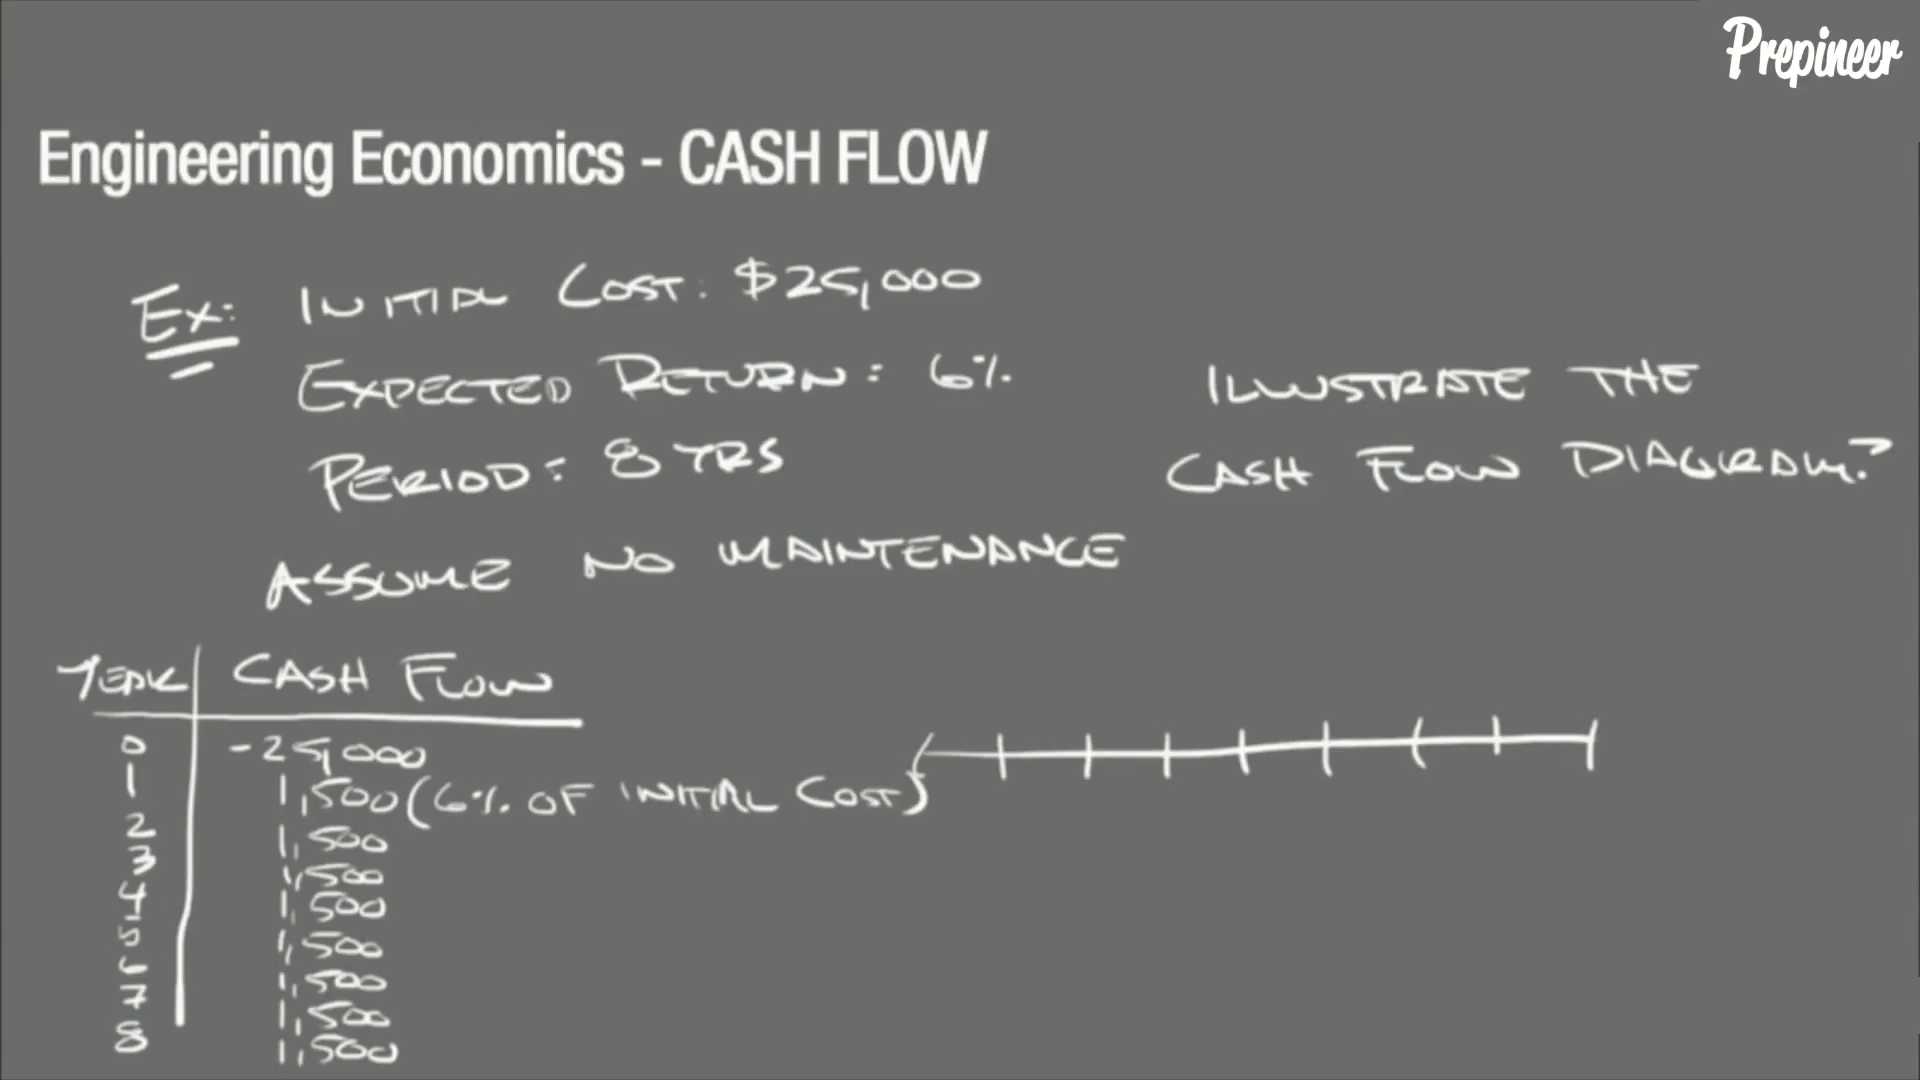 Prepineer
Engineering Economics - CASH FLOW
EX: INITIAL COST: $25,000
EXPECTED RETURN: 6%
PERIOD: 8 YRS
ASSUME NO MAINTENANCE
ILLUSTRATE THE
CASH FLOW DIAGRAM?
YEAR CASH FLOW
0 -25,000
1 1,500 (6% OF INITIAL COST)
2 1,500
3 1,500
4 1,500
5 1,500
6 1,500
7 1,500
8 1,500